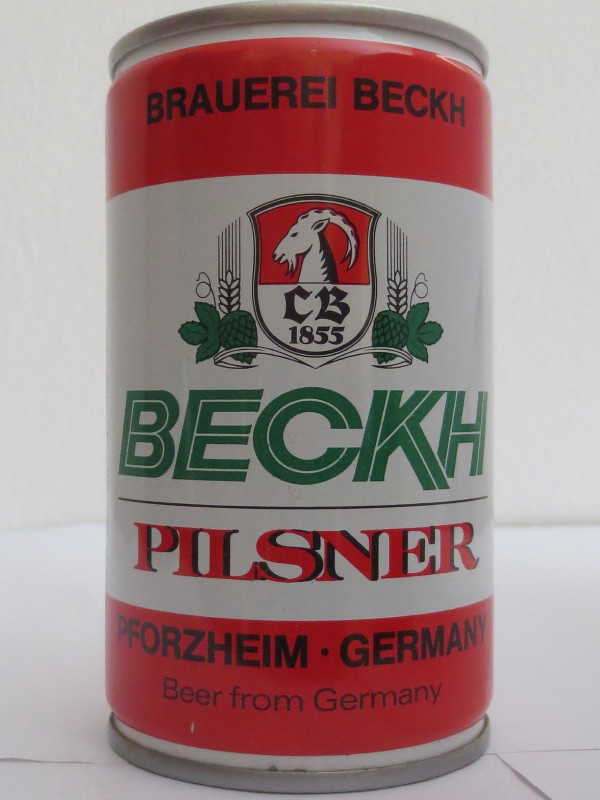 BRAUEREI BECKH
CB
1855
BECKH
PILSNER
PFORZHEIM · GERMANY
Beer from Germany